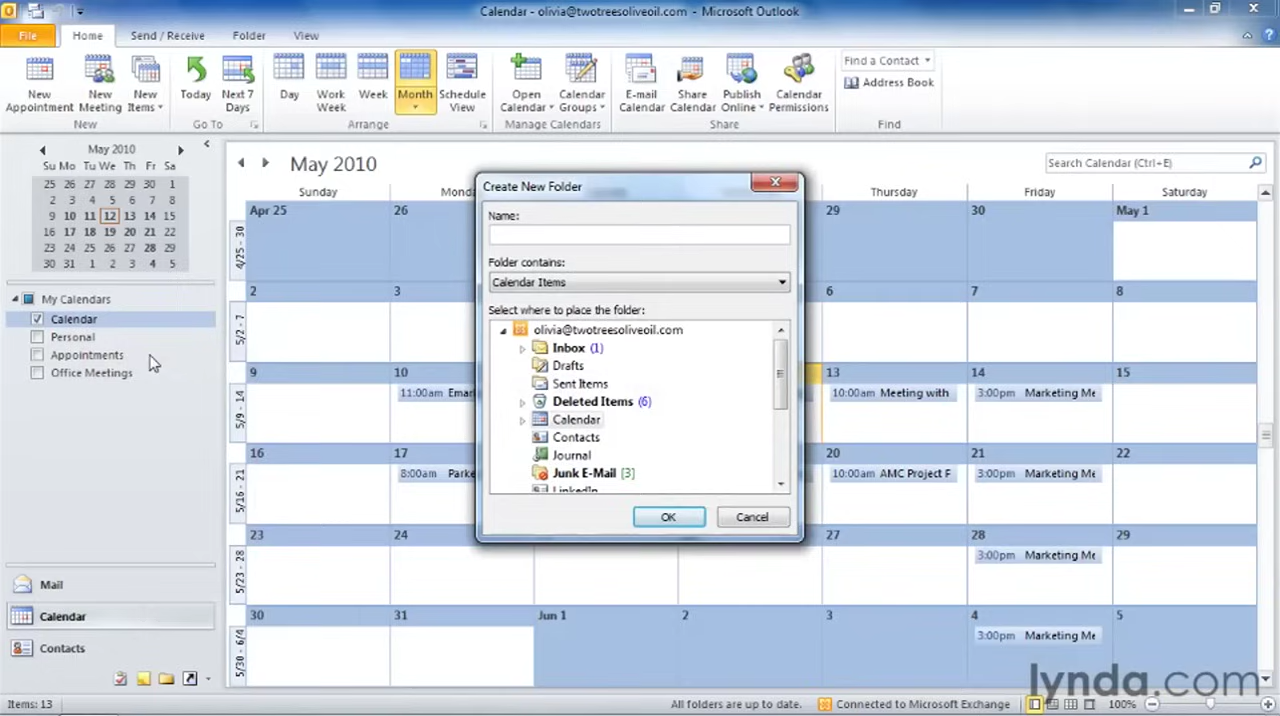 Calendar - olivia@twotreesoliveoil.com - Microsoft Outlook
File Home Send / Receive Folder View
New Appointment
New Meeting
New Items
Today
Next 7 Days
Day
Work Week
Week
Month
Schedule View
Open Calendar
Calendar Groups
E-mail Calendar
Share Calendar
Publish Online
Calendar Permissions
Find a Contact
Address Book
New Go To Arrange Manage Calendars Share Find
May 2010
Su Mo Tu We Th Fr Sa
25 26 27 28 29 30 1
2 3 4 5 6 7 8
9 10 11 12 13 14 15
16 17 18 19 20 21 22
23 24 25 26 27 28 29
30 31 1 2 3 4 5
My Calendars
Calendar
Personal
Appointments
Office Meetings
Mail
Calendar
Contacts
May 2010
Search Calendar (Ctrl+E)
Sunday Mond Thursday Friday Saturday
4/25 - 30
Apr 25 26 29 30 May 1
5/2 - 7
2 3 6 7 8
5/9 - 14
9 10 13 14 15
11:00am Emar 10:00am Meeting with 3:00pm Marketing Me
5/16 - 21
16 17 20 21 22
8:00am Parke 10:00am AMC Project F 3:00pm Marketing Me
5/23 - 28
23 24 27 28 29
3:00pm Marketing Me
5/30 - 6/4
30 31 Jun 1 2 3 4 5
3:00pm Marketing Me
Create New Folder
Name:
Folder contains:
Calendar Items
Select where to place the folder:
olivia@twotreesoliveoil.com
Inbox (1)
Drafts
Sent Items
Deleted Items (6)
Calendar
Contacts
Journal
Junk E-Mail [3]
LinkedIn
OK Cancel
lynda.com
Items: 13 All folders are up to date. Connected to Microsoft Exchange 100%